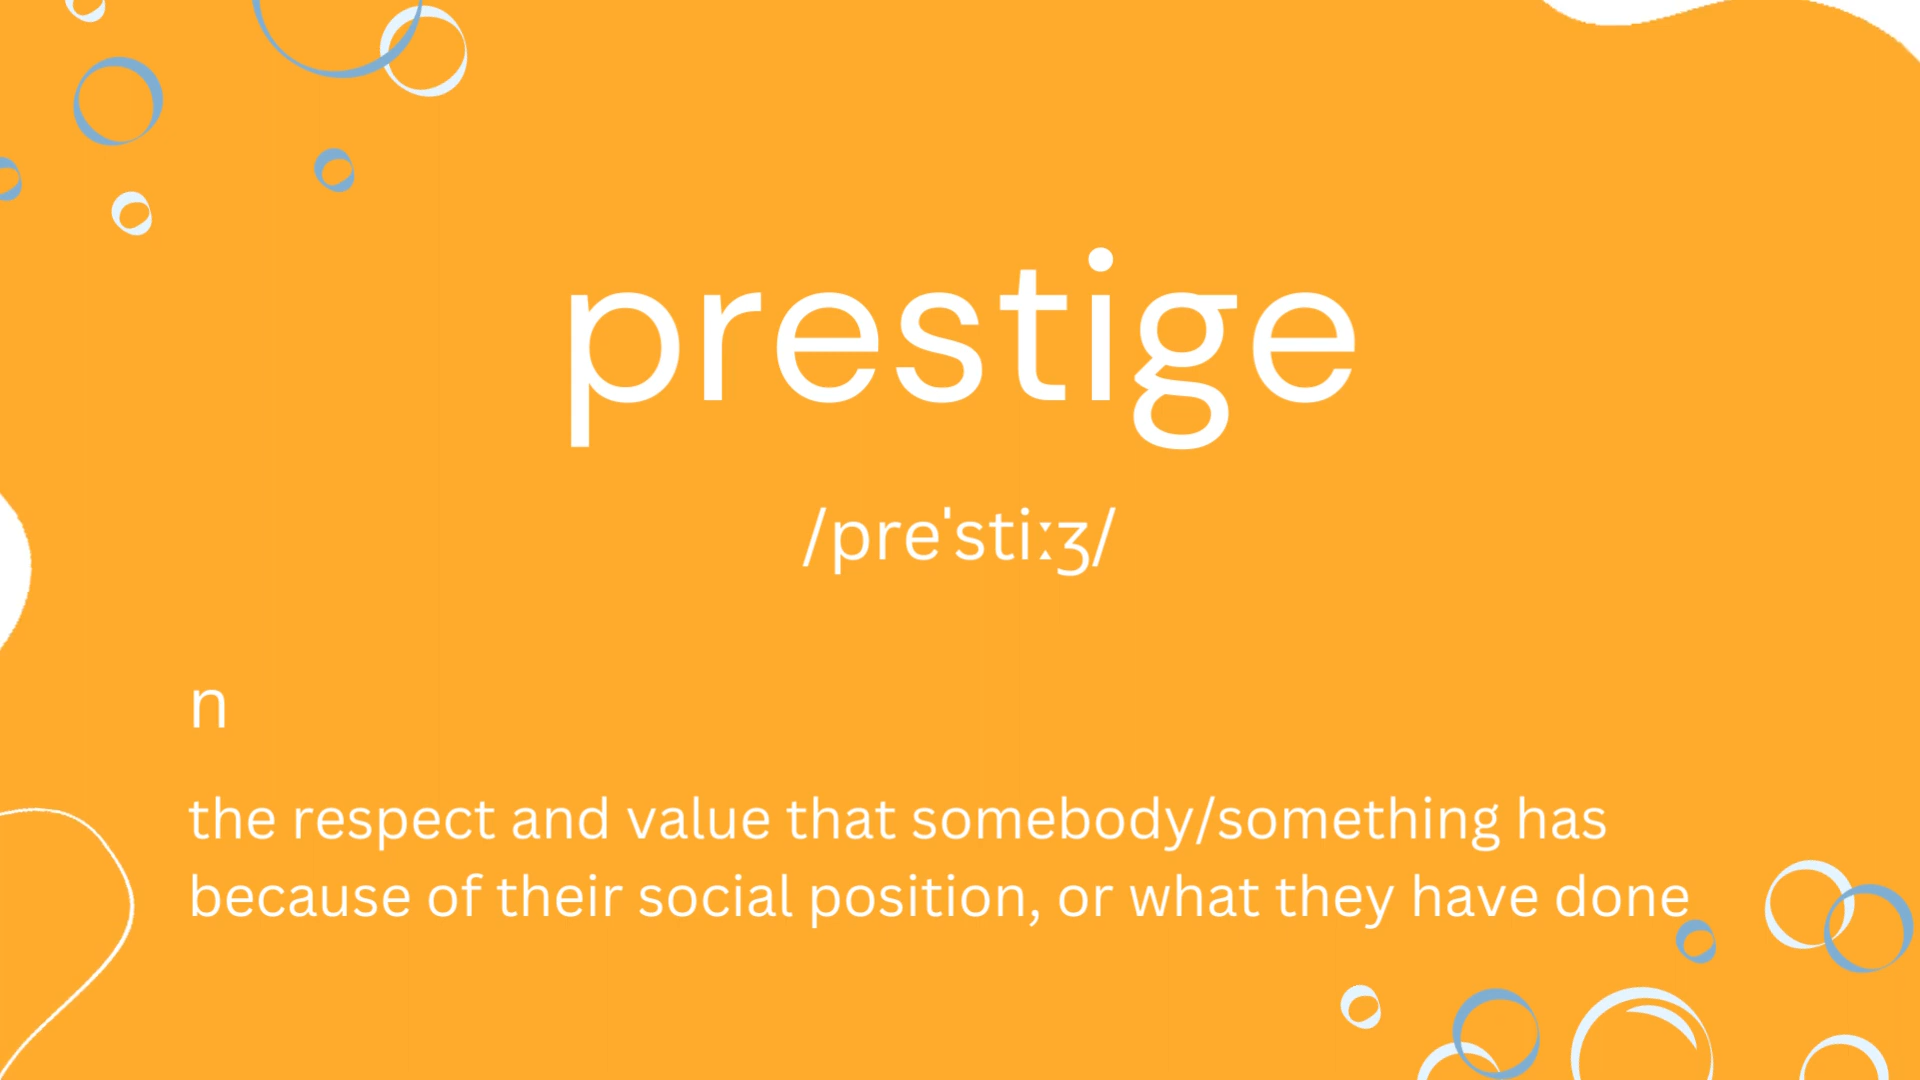 prestige
/preˈstiːʒ/
n
the respect and value that somebody/something has
because of their social position, or what they have done